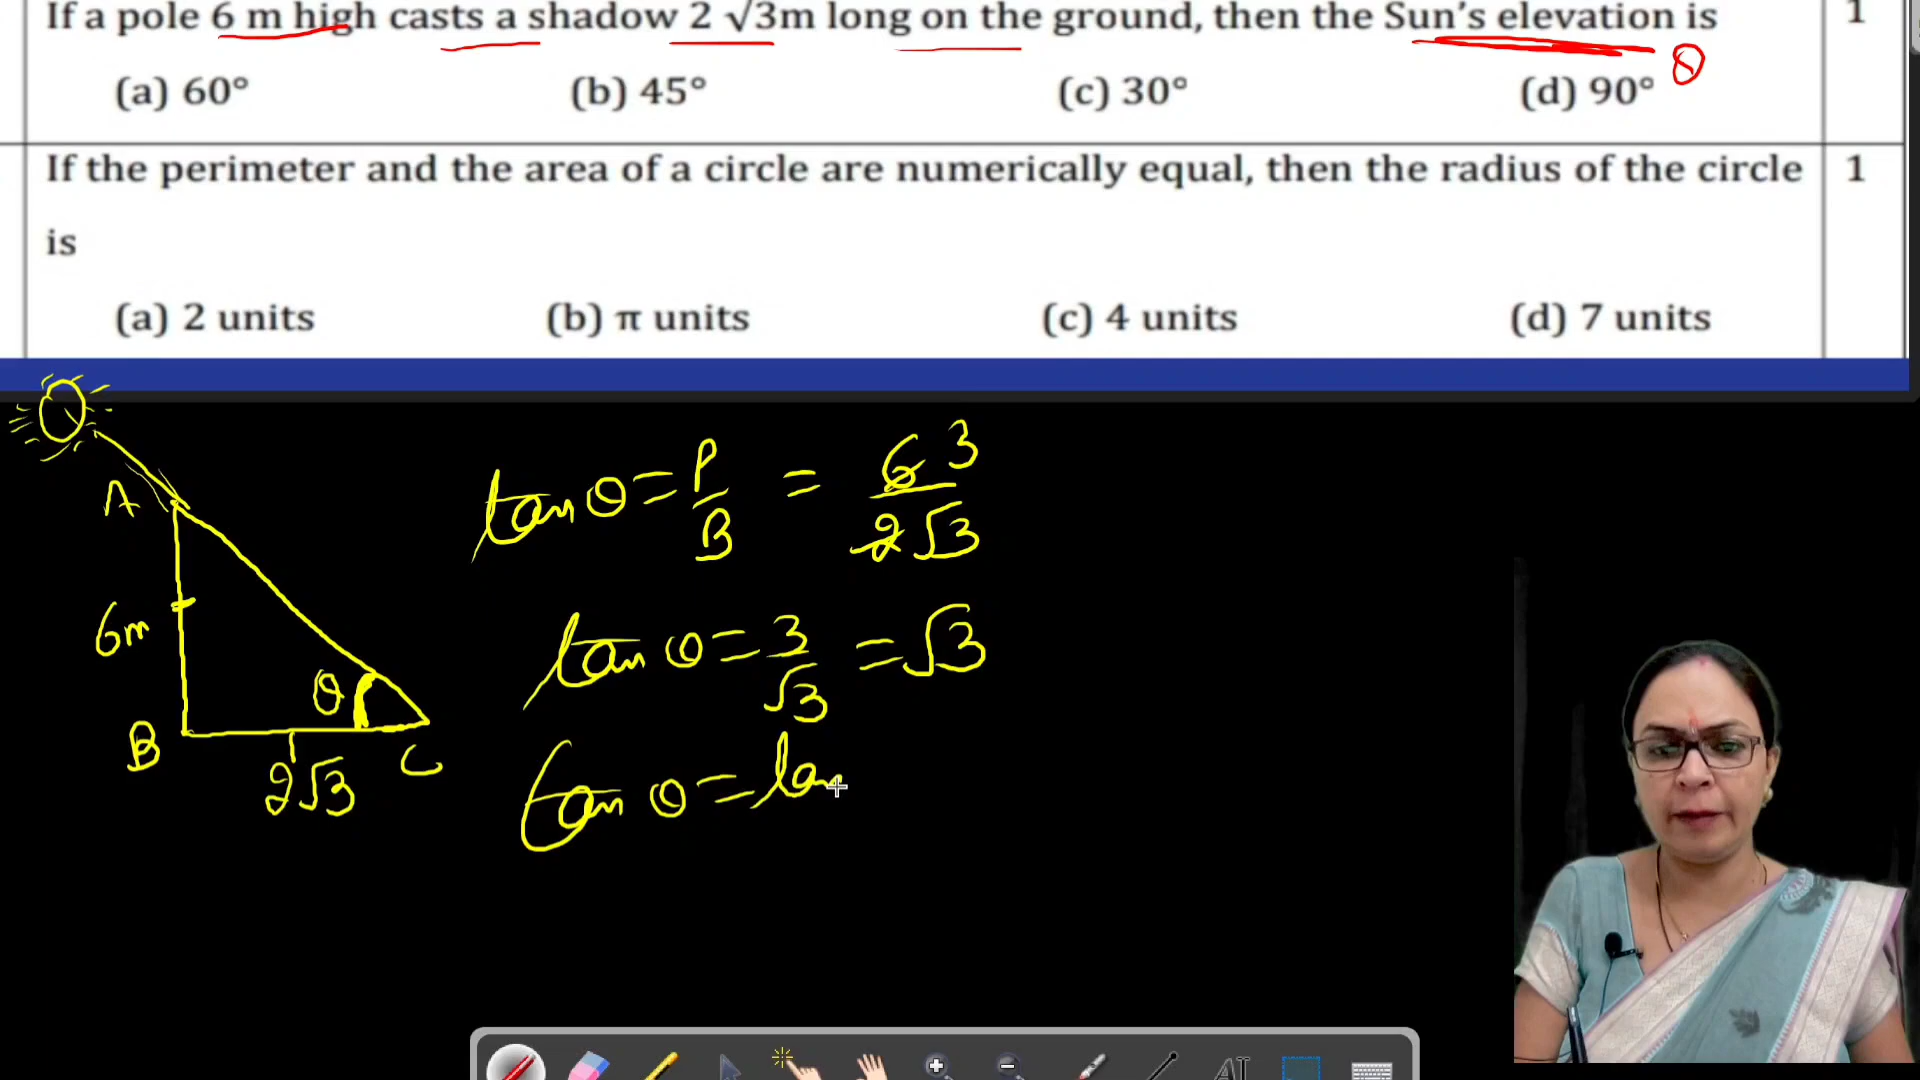 If a pole 6 m high casts a shadow 2 √3m long on the ground, then the Sun's elevation is
1
(a) 60° (b) 45° (c) 30° (d) 90°
If the perimeter and the area of a circle are numerically equal, then the radius of the circle
1
is
(a) 2 units (b) π units (c) 4 units (d) 7 units
A
6m
B
θ
2√3
C
tan θ = P/B = 6/2√3 3
tan θ = 3/√3 = √3
tan θ = tan
AI